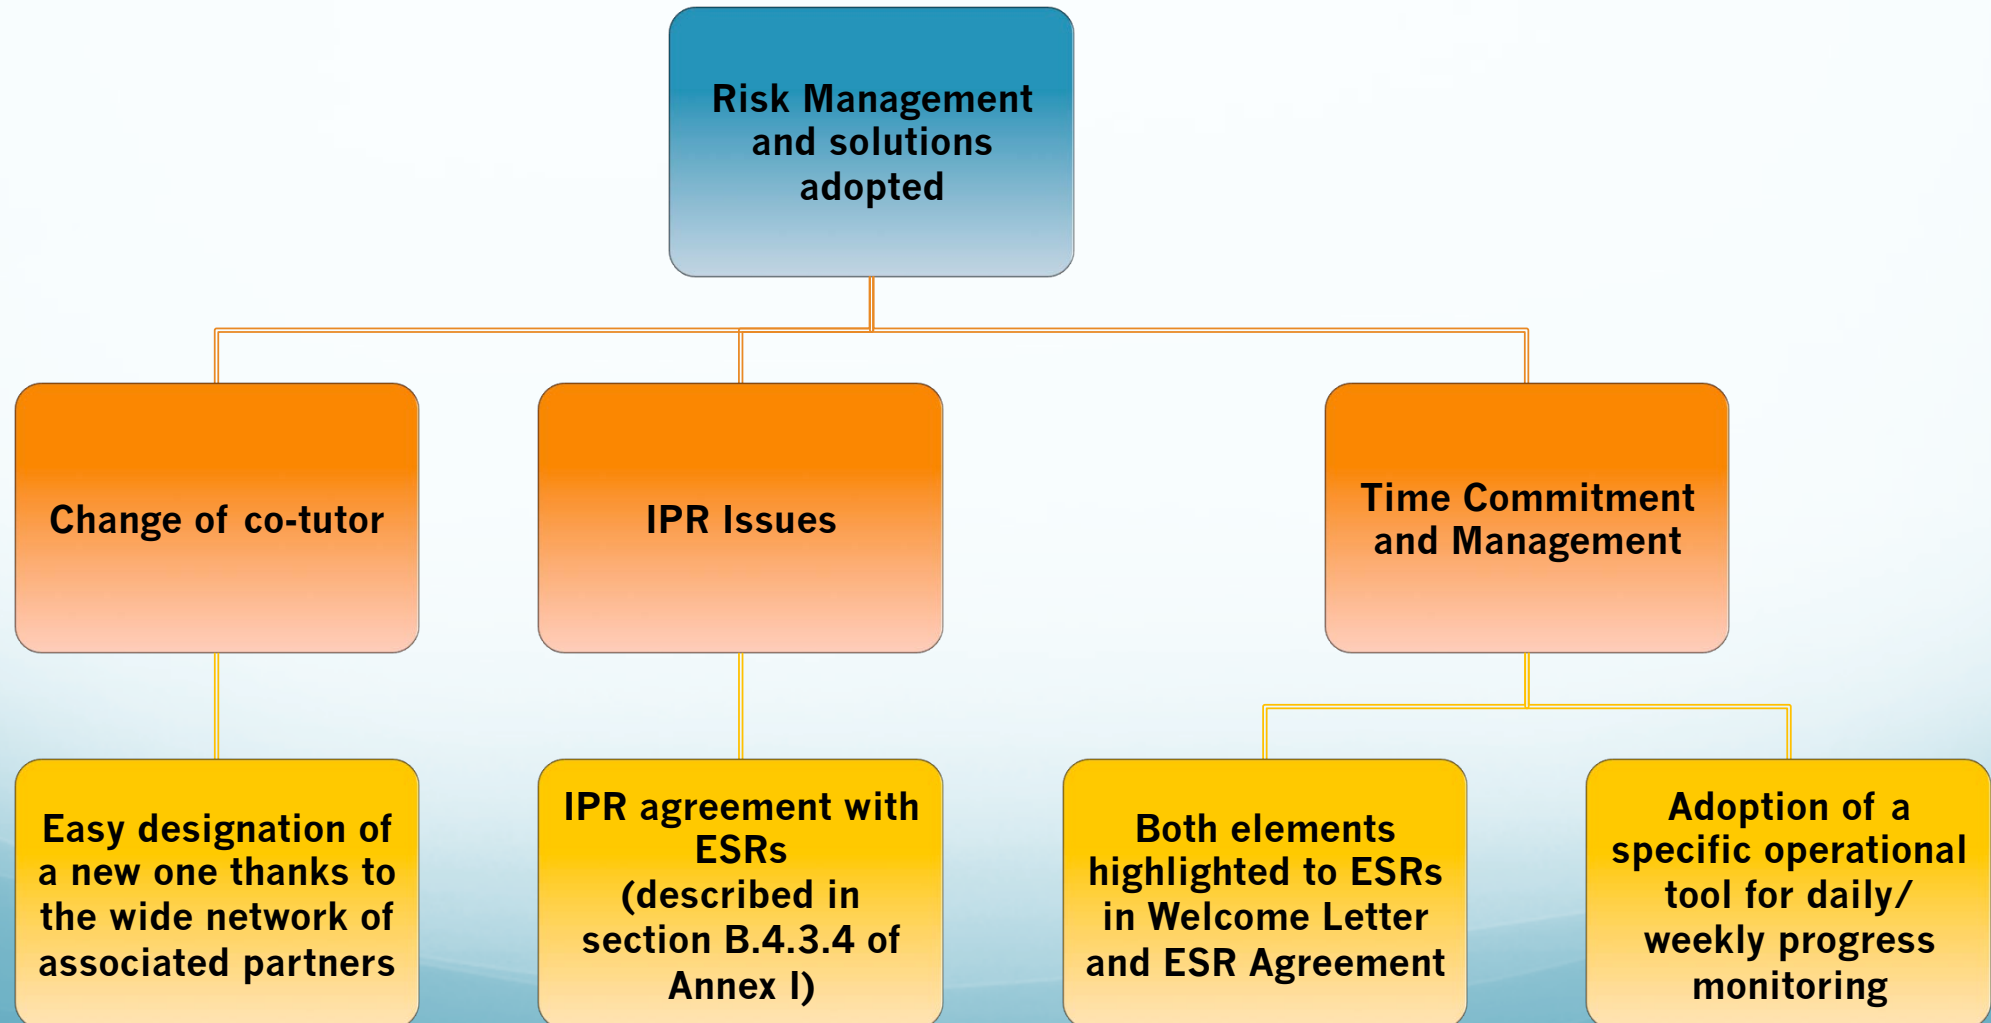 Risk Management
and solutions
adopted
Change of co-tutor
IPR Issues
Time Commitment
and Management
Easy designation of
a new one thanks to
the wide network of
associated partners
IPR agreement with
ESRs
(described in
section B.4.3.4 of
Annex I)
Both elements
highlighted to ESRs
in Welcome Letter
and ESR Agreement
Adoption of a
specific operational
tool for daily/
weekly progress
monitoring